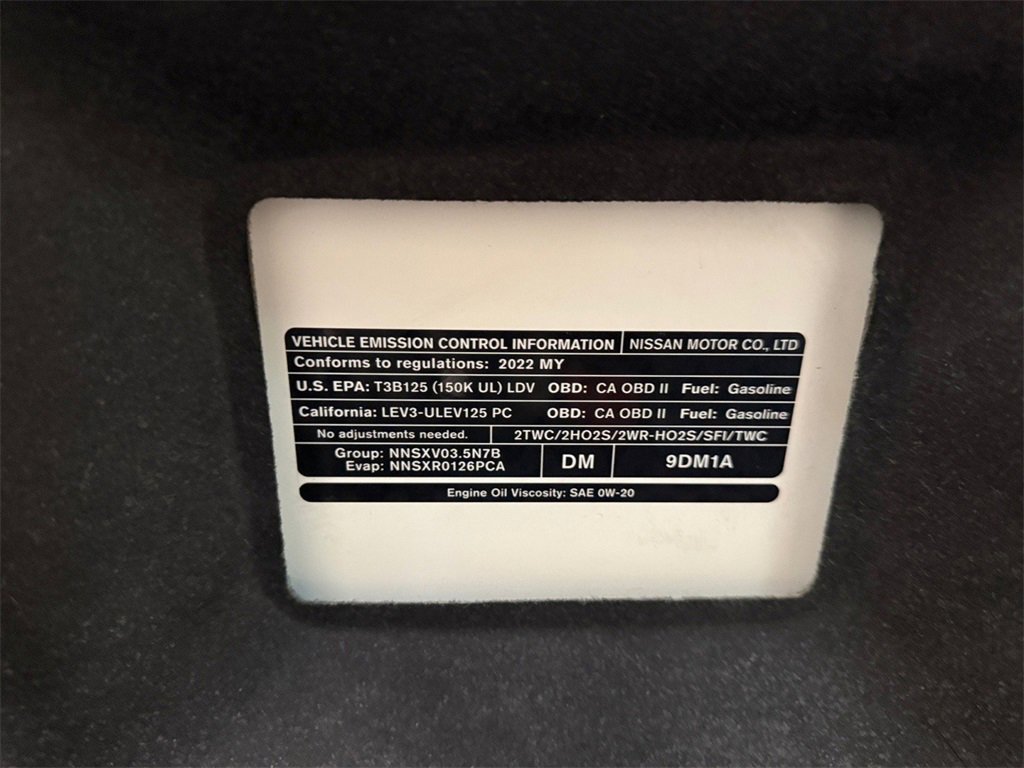 VEHICLE EMISSION CONTROL INFORMATION NISSAN MOTOR CO., LTD
Conforms to regulations: 2022 MY
U.S. EPA: T3B125 (150K UL) LDV OBD: CA OBD II Fuel: Gasoline
California: LEV3-ULEV125 PC OBD: CA OBD II Fuel: Gasoline
No adjustments needed. 2TWC/2HO2S/2WR-HO2S/SFI/TWC
Group: NNSXV03.5N7B
Evap: NNSXR0126PCA
DM
9DM1A
Engine Oil Viscosity: SAE 0W-20